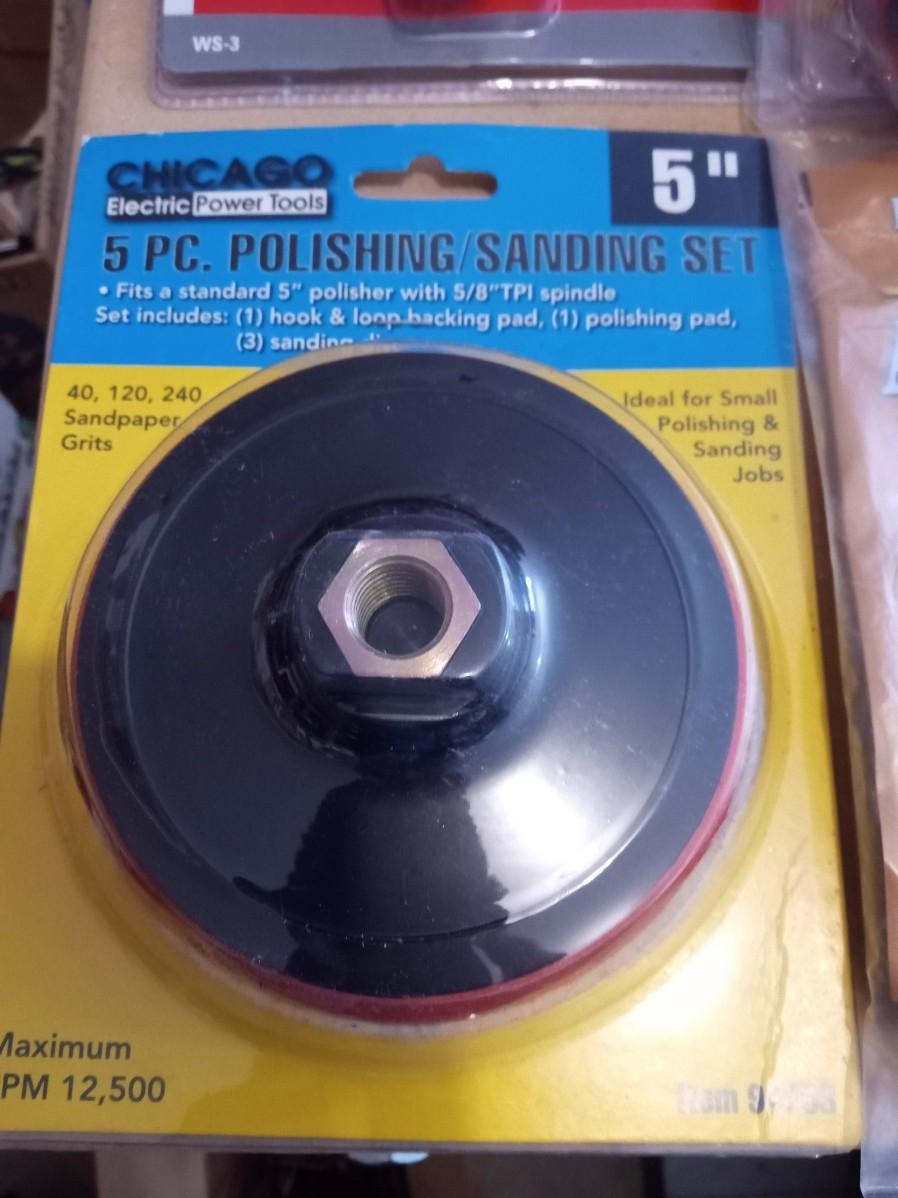 WS-3
CHICAGO
Electric Power Tools
5"
5 PC. POLISHING/SANDING SET
• Fits a standard 5" polisher with 5/8"TPI spindle
Set includes: (1) hook & loop backing pad, (1) polishing pad,
(3) sanding
40, 120, 240
Sandpaper
Grits
Ideal for Small
Polishing &
Sanding
Jobs
Maximum
PM 12,500
Item